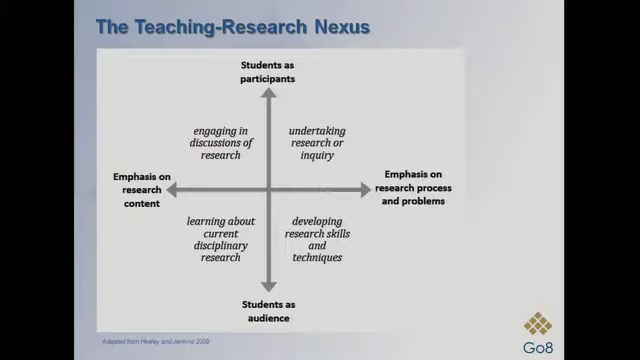 The Teaching-Research Nexus
Students as
participants
engaging in
discussions of
research
undertaking
research or
inquiry
Emphasis on
research
content
Emphasis on
research process
and problems
learning about
current
disciplinary
research
developing
research skills
and
techniques
Students as
audience
Adapted from Healey and Jenkins 2009
Go8